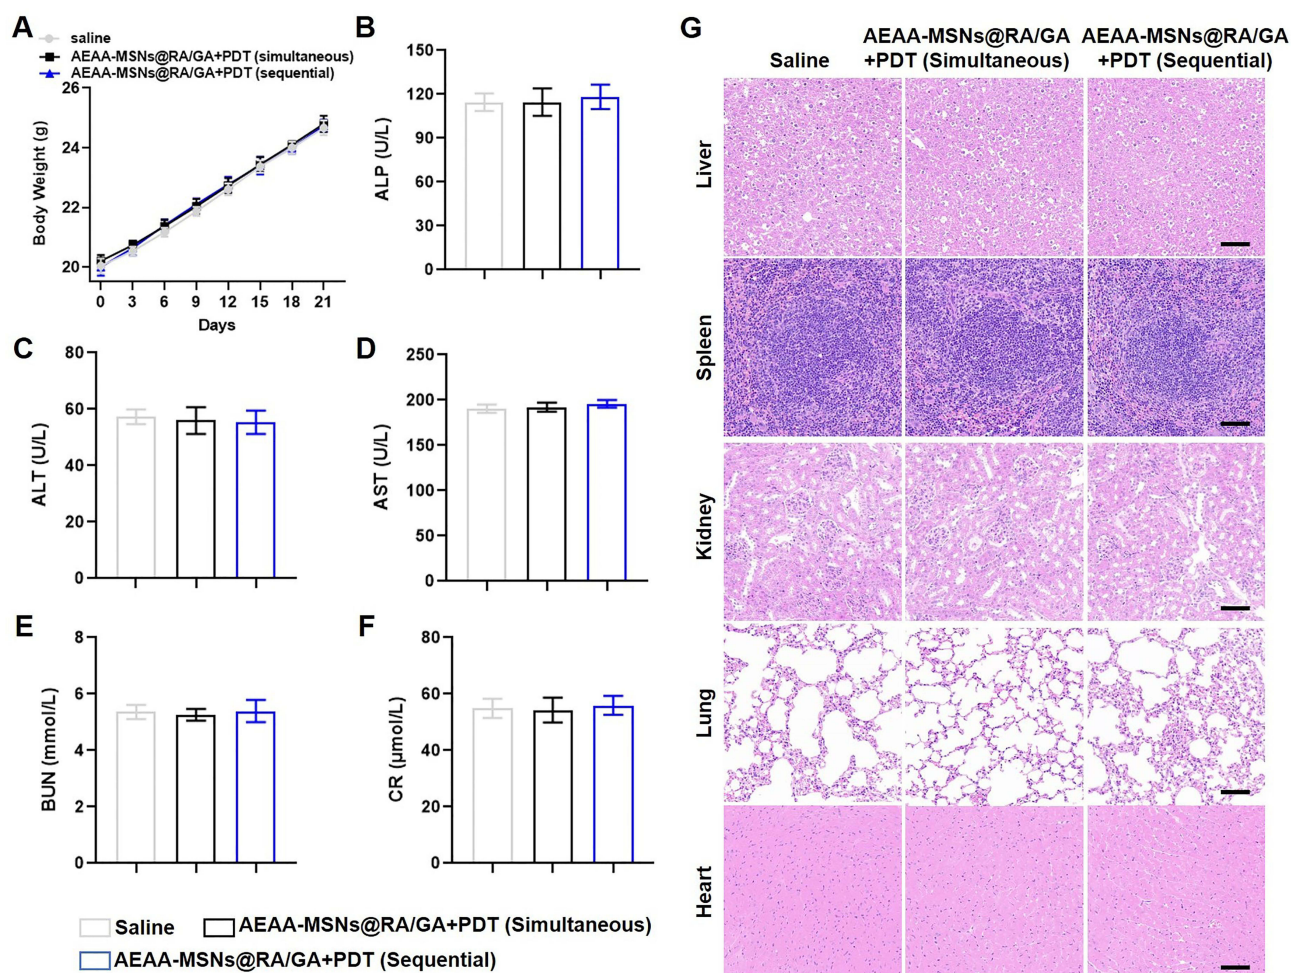 A
saline
AEAA-MSNs@RA/GA+PDT (simultaneous)
AEAA-MSNs@RA/GA+PDT (sequential)
26
24
22
20
Body Weight (g)
0 3 6 9 12 15 18 21
Days
B
150
120
90
60
30
0
ALP (U/L)
C
80
60
40
20
0
ALT (U/L)
D
250
200
150
100
50
0
AST (U/L)
E
8
6
4
2
0
BUN (mmol/L)
F
80
60
40
20
0
CR (μmol/L)
Saline
AEAA-MSNs@RA/GA+PDT (Simultaneous)
AEAA-MSNs@RA/GA+PDT (Sequential)
G
Saline
AEAA-MSNs@RA/GA
+PDT (Simultaneous)
AEAA-MSNs@RA/GA
+PDT (Sequential)
Liver
Spleen
Kidney
Lung
Heart